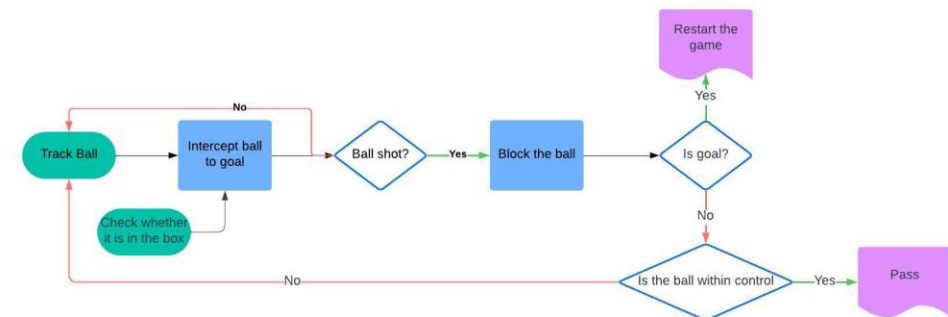 Restart the
game
Yes
No
Track Ball
Intercept ball
to goal
Ball shot?
Yes
Block the ball
Is goal?
Check whether
it is in the box
No
No
Is the ball within control
Yes
Pass